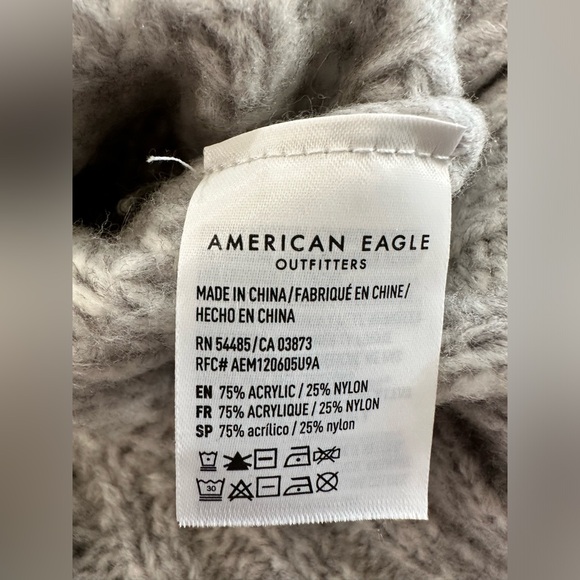 AMERICAN EAGLE
OUTFITTERS
MADE IN CHINA/FABRIQUÉ EN CHINE/
HECHO EN CHINA
RN 54485/CA 03873
RFC# AEM120605U9A
EN 75% ACRYLIC / 25% NYLON
FR 75% ACRYLIQUE / 25% NYLON
SP 75% acrílico / 25% nylon
30